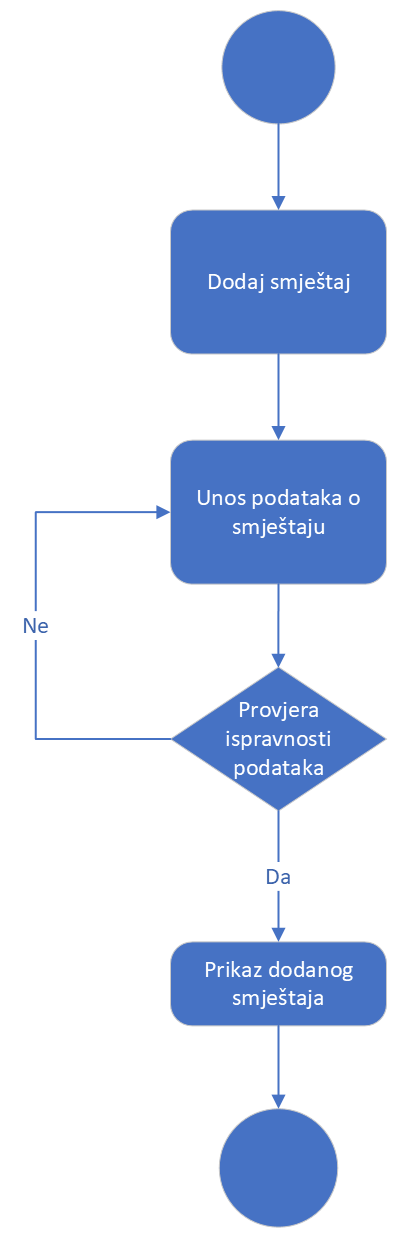 Dodaj smještaj
Unos podataka o
smještaju
Ne
Provjera
ispravnosti
podataka
Da
Prikaz dodanog
smještaja